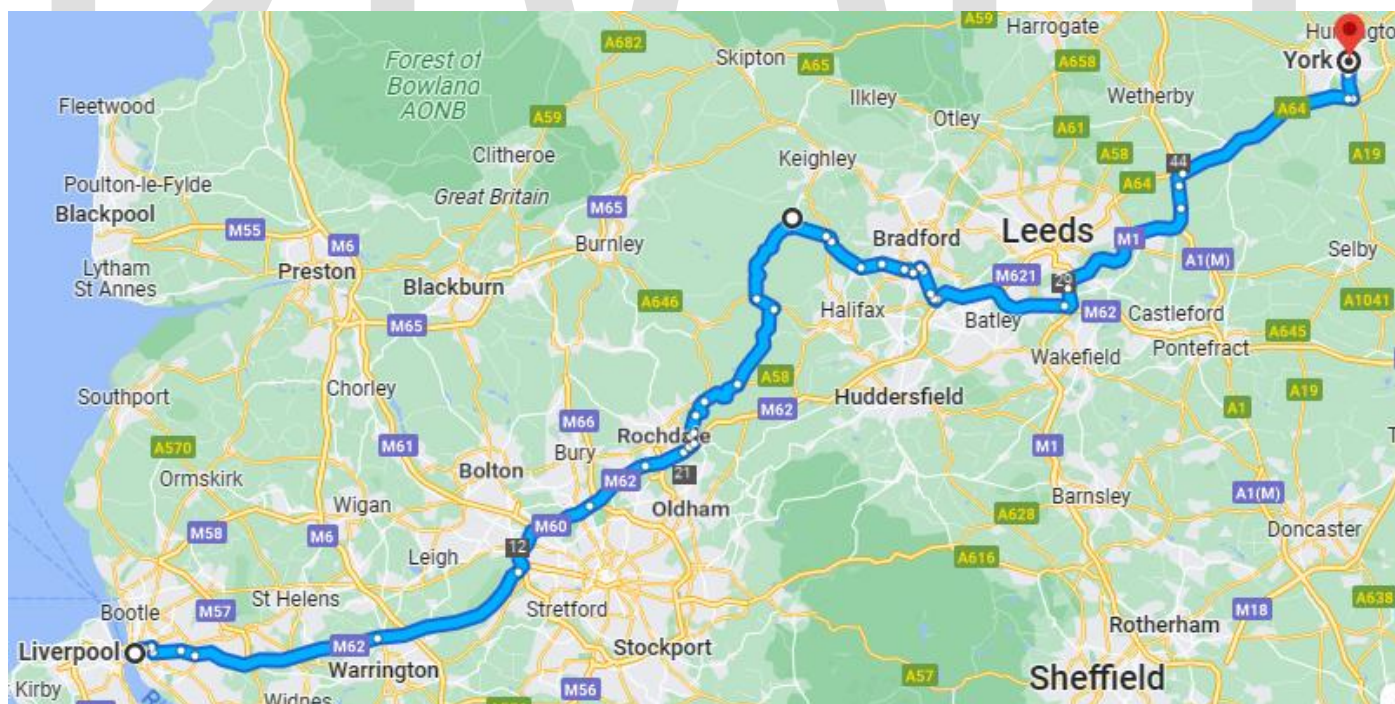 A59
Harrogate
Huntington
A682
Skipton
A65
A658
York
Forest of
Bowland
AONB
Fleetwood
Ilkley
Otley
Wetherby
A64
A59
A61
Clitheroe
Keighley
A58
44
A19
Poulton-le-Fylde
Great Britain
A64
Blackpool
M55
M65
Burnley
Bradford
Leeds
M1
Selby
M6
Lytham
St Annes
Preston
Blackburn
M621
29
A1(M)
A646
Halifax
Batley
M62
Castleford
A1041
M65
A645
Wakefield
Pontefract
Chorley
A58
Southport
Huddersfield
A19
M66
M62
A1
A570
M61
Rochdale
M1
Bury
Bolton
21
Ormskirk
M62
Barnsley
A1(M)
Wigan
Oldham
A628
M58
M6
M60
Doncaster
Leigh
12
A616
Bootle
M57
St Helens
Stretford
M18
A638
Rotherham
Liverpool
M62
Stockport
Warrington
A57
Sheffield
Kirby
Widnes
M56